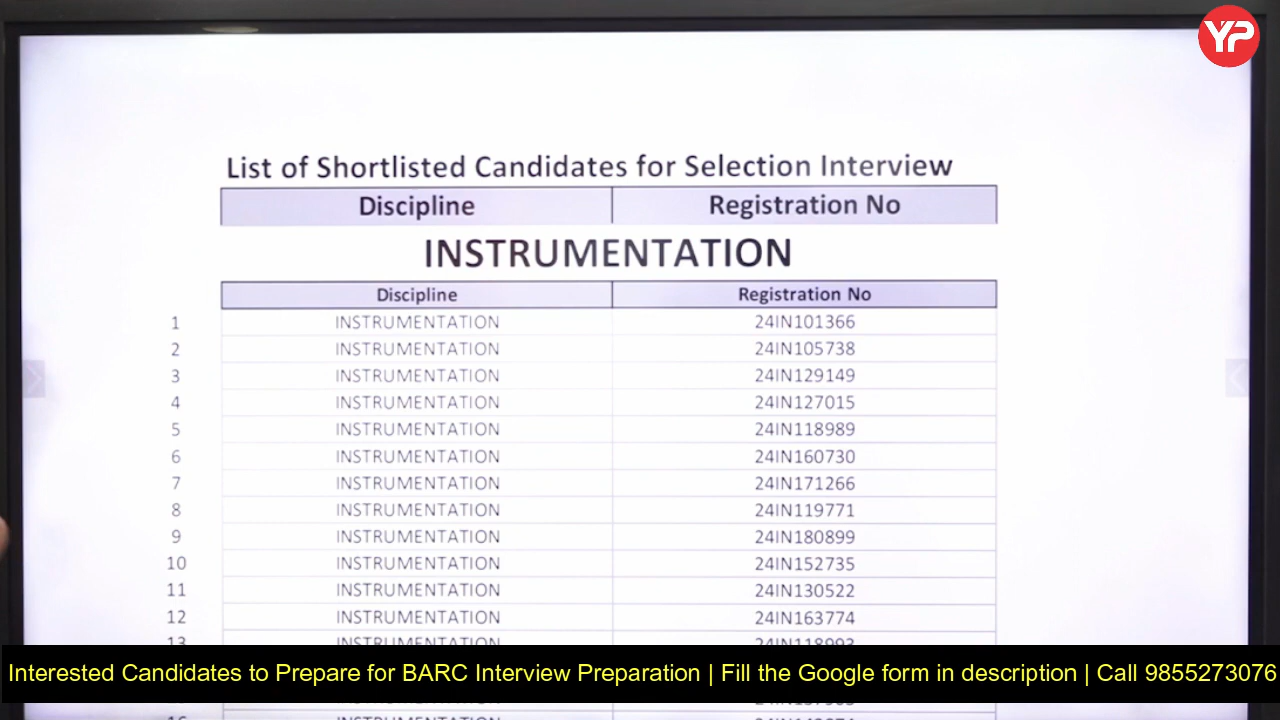 YP
List of Shortlisted Candidates for Selection Interview
Discipline Registration No
INSTRUMENTATION
Discipline Registration No
1 INSTRUMENTATION 24IN101366
2 INSTRUMENTATION 24IN105738
3 INSTRUMENTATION 24IN129149
4 INSTRUMENTATION 24IN127015
5 INSTRUMENTATION 24IN118989
6 INSTRUMENTATION 24IN160730
7 INSTRUMENTATION 24IN171266
8 INSTRUMENTATION 24IN119771
9 INSTRUMENTATION 24IN180899
10 INSTRUMENTATION 24IN152735
11 INSTRUMENTATION 24IN130522
12 INSTRUMENTATION 24IN163774
13 INSTRUMENTATION
Interested Candidates to Prepare for BARC Interview Preparation | Fill the Google form in description | Call 9855273076
INSTRUMENTATION